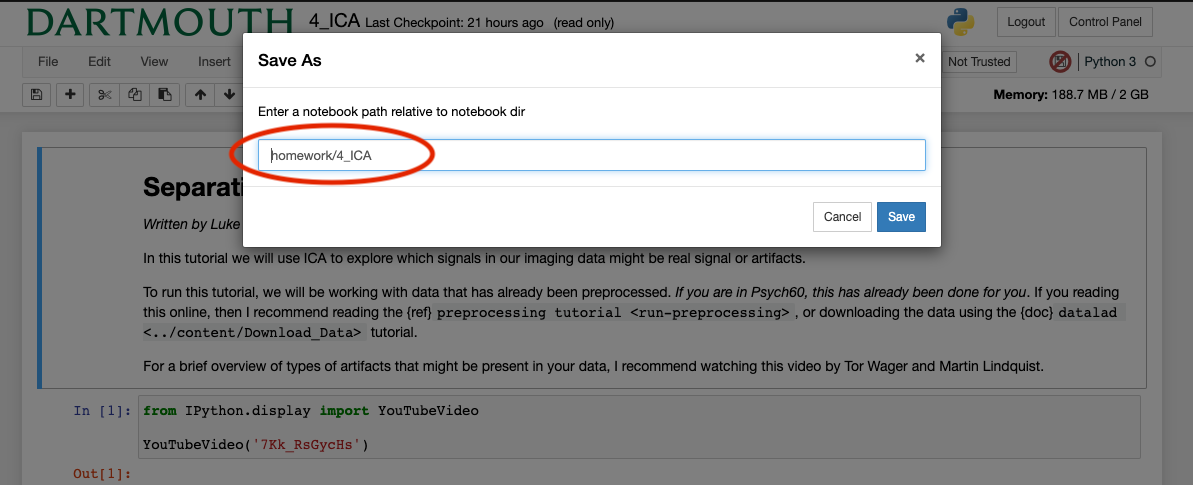 DARTMOUTH 4_ICA Last Checkpoint: 21 hours ago (read only) Logout Control Panel
File Edit View Insert Not Trusted Python 3
Memory: 188.7 MB / 2 GB
Save As ×
Enter a notebook path relative to notebook dir
homework/4_ICA
Cancel Save
Separati
Written by Luke
In this tutorial we will use ICA to explore which signals in our imaging data might be real signal or artifacts.
To run this tutorial, we will be working with data that has already been preprocessed. If you are in Psych60, this has already been done for you. If you reading
this online, then I recommend reading the {ref} preprocessing tutorial <run-preprocessing> , or downloading the data using the {doc} datalad
<../content/Download_Data> tutorial.
For a brief overview of types of artifacts that might be present in your data, I recommend watching this video by Tor Wager and Martin Lindquist.
In [1]: from IPython.display import YouTubeVideo
YouTubeVideo('7Kk_RsGycHs')
Out[1]: